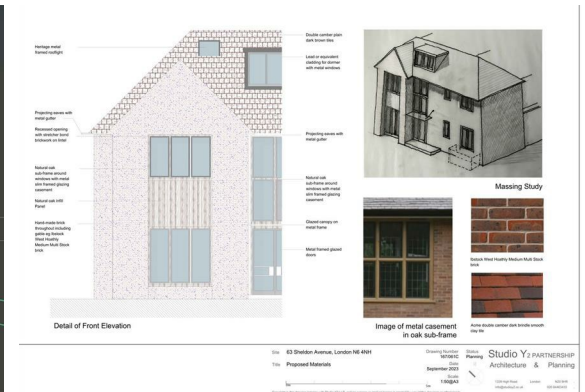 Heritage metal
framed rooflight
Projecting eaves with
metal gutter
Recessed opening
with stretcher bond
brickwork on lintel
Natural oak
sub-frame around
windows with metal
slim framed glazing
casement
Natural oak infill
Panel
Hand-made brick
throughout including
gable eg Ibstock
West Hoathly
Medium Multi Stock
brick
Double camber plain
dark brown tiles
Lead or equivalent
cladding for dormer
with metal windows
Projecting eaves with
metal gutter
Natural oak
sub-frame around
windows with metal
slim framed glazing
casement
Glazed canopy on
metal frame
Metal framed glazed
doors
Detail of Front Elevation
Massing Study
Image of metal casement
in oak sub-frame
Ibstock West Hoathly Medium Multi Stock
brick
Acme double camber dark brindle smooth
clay tile
Site 63 Sheldon Avenue, London N6 4NH
Title Proposed Materials
Drawing Number
Date
September 2023
Scale
1:50@A3
Status
Planning
Studio Y2 PARTNERSHIP
Architecture & Planning
London